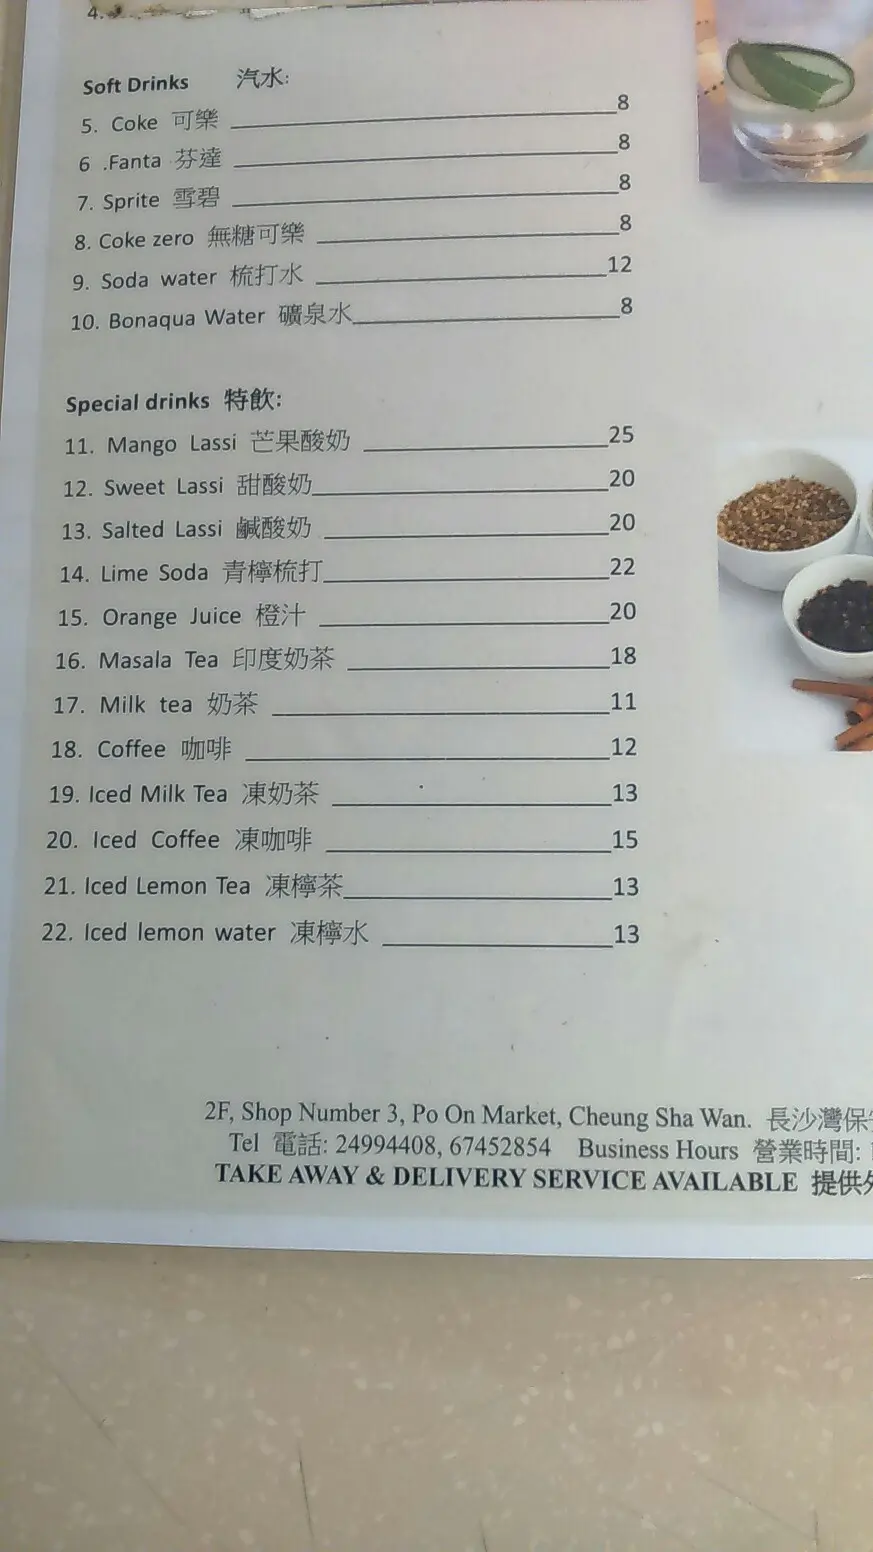 4.
Soft Drinks 汽水:
5. Coke 可樂 8
6 .Fanta 芬達 8
7. Sprite 雪碧 8
8. Coke zero 無糖可樂 8
9. Soda water 梳打水 12
10. Bonaqua Water 礦泉水 8
Special drinks 特飲:
11. Mango Lassi 芒果酸奶 25
12. Sweet Lassi 甜酸奶 20
13. Salted Lassi 鹹酸奶 20
14. Lime Soda 青檸梳打 22
15. Orange Juice 橙汁 20
16. Masala Tea 印度奶茶 18
17. Milk tea 奶茶 11
18. Coffee 咖啡 12
19. Iced Milk Tea 凍奶茶 13
20. Iced Coffee 凍咖啡 15
21. Iced Lemon Tea 凍檸茶 13
22. Iced lemon water 凍檸水 13
2F, Shop Number 3, Po On Market, Cheung Sha Wan. 長沙灣保
Tel 電話: 24994408, 67452854 Business Hours 營業時間:
TAKE AWAY & DELIVERY SERVICE AVAILABLE 提供